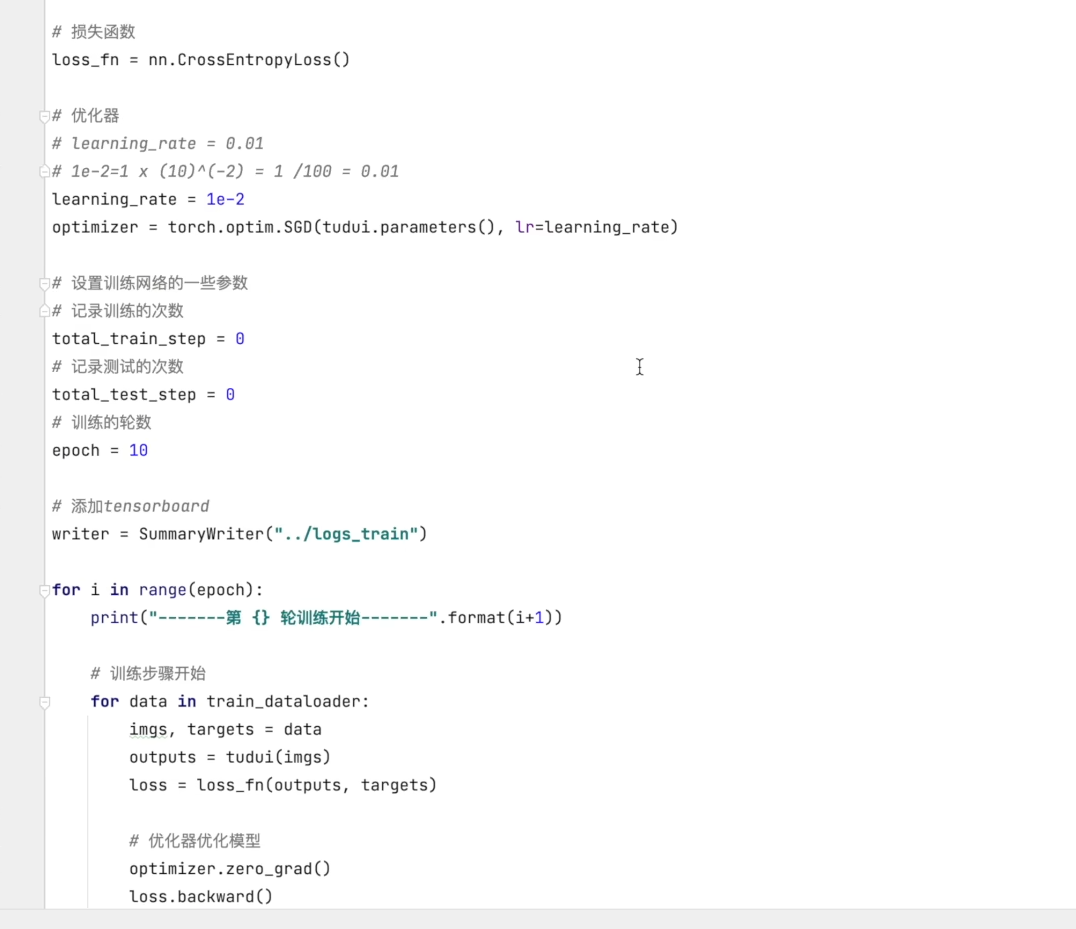 # 损失函数
loss_fn = nn.CrossEntropyLoss()
# 优化器
# learning_rate = 0.01
# 1e-2=1 x (10)^(-2) = 1 /100 = 0.01
learning_rate = 1e-2
optimizer = torch.optim.SGD(tudui.parameters(), lr=learning_rate)
# 设置训练网络的一些参数
# 记录训练的次数
total_train_step = 0
# 记录测试的次数
total_test_step = 0
# 训练的轮数
epoch = 10
# 添加tensorboard
writer = SummaryWriter("../logs_train")
for i in range(epoch):
    print("-------第 {} 轮训练开始-------".format(i+1))
    # 训练步骤开始
    for data in train_dataloader:
        imgs, targets = data
        outputs = tudui(imgs)
        loss = loss_fn(outputs, targets)
        # 优化器优化模型
        optimizer.zero_grad()
        loss.backward()